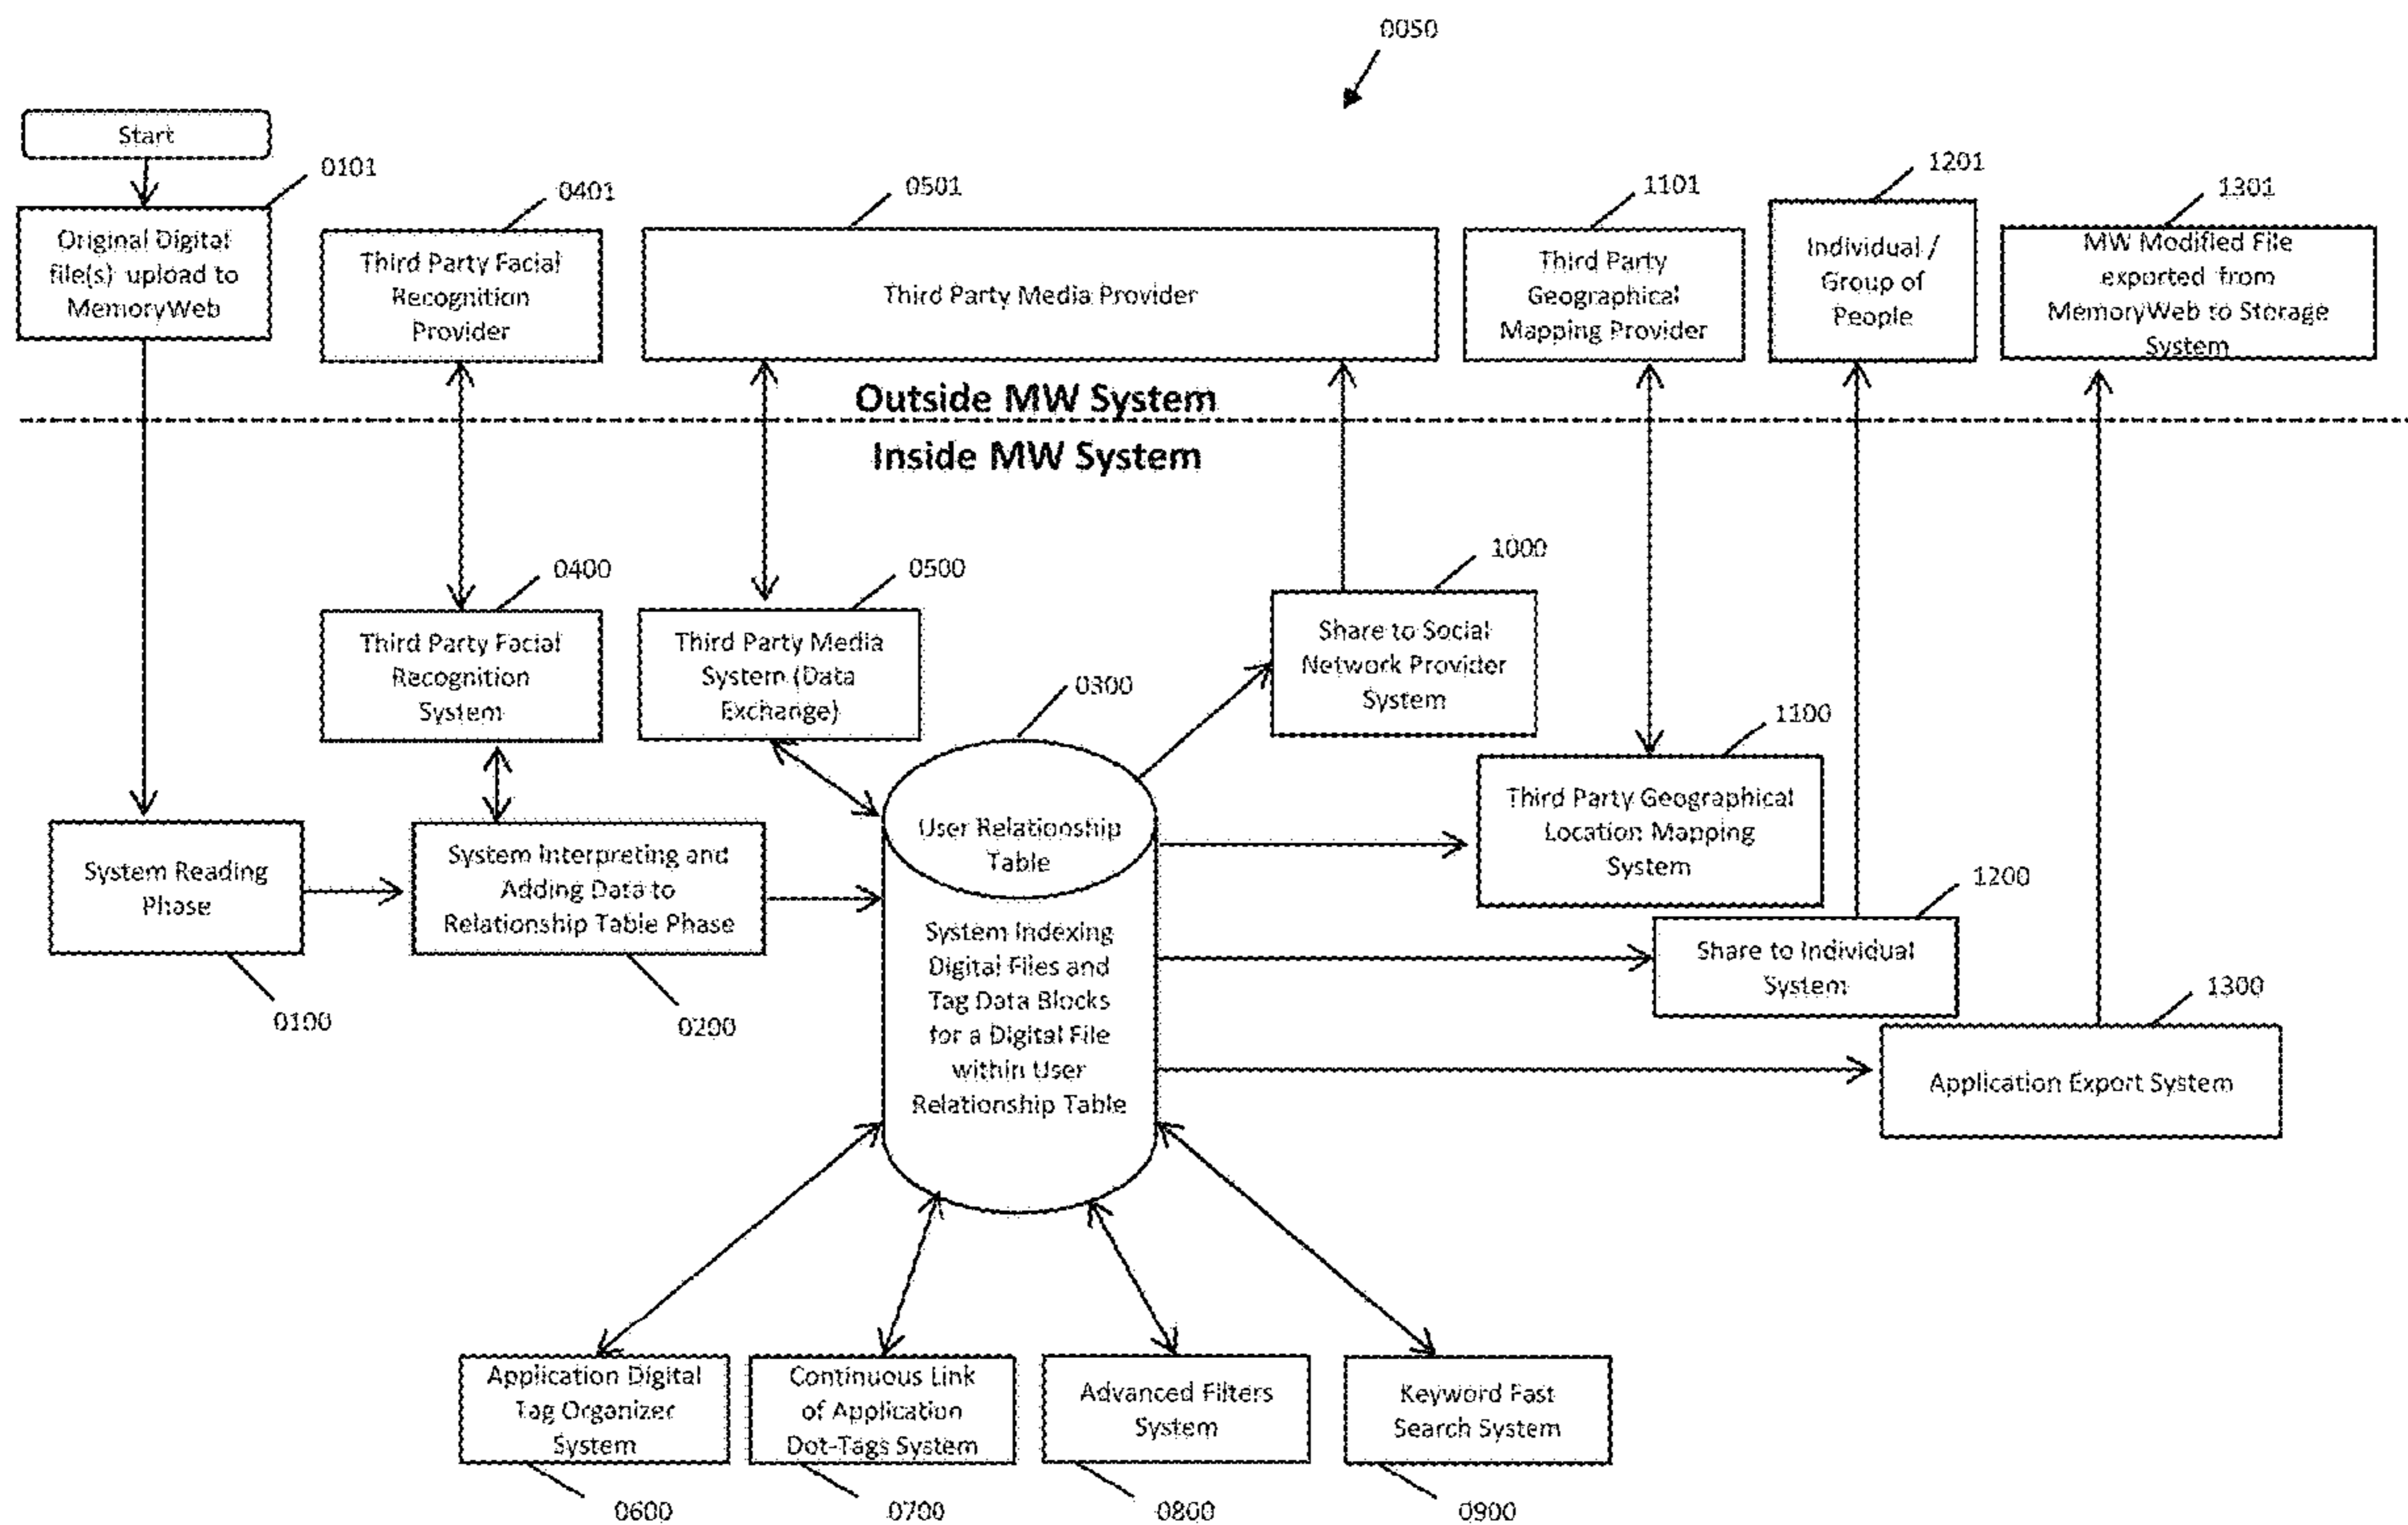 0050
Start
0101
0401
0501
1101
1201
1301
Original Digital
file(s) upload to
MemoryWeb
Third Party Facial
Recognition
Provider
Third Party Media Provider
Third Party
Geographical
Mapping Provider
Individual /
Group of
People
MW Modified File
exported from
MemoryWeb to Storage
System
Outside MW System
Inside MW System
0400
0500
1000
Third Party Facial
Recognition
System
Third Party Media
System (Data
Exchange)
Share to Social
Network Provider
System
0300
1100
System Reading
Phase
System Interpreting and
Adding Data to
Relationship Table Phase
User Relationship
Table
Third Party Geographical
Location Mapping
System
1200
System Indexing
Digital Files and
Tag Data Blocks
for a Digital File
within User
Relationship Table
Share to Individual
System
1300
0100
0200
Application Export System
Application Digital
Tag Organizer
System
Continuous Link
of Application
Dot-Tags System
Advanced Filters
System
Keyword Fast
Search System
0600
0700
0800
0900